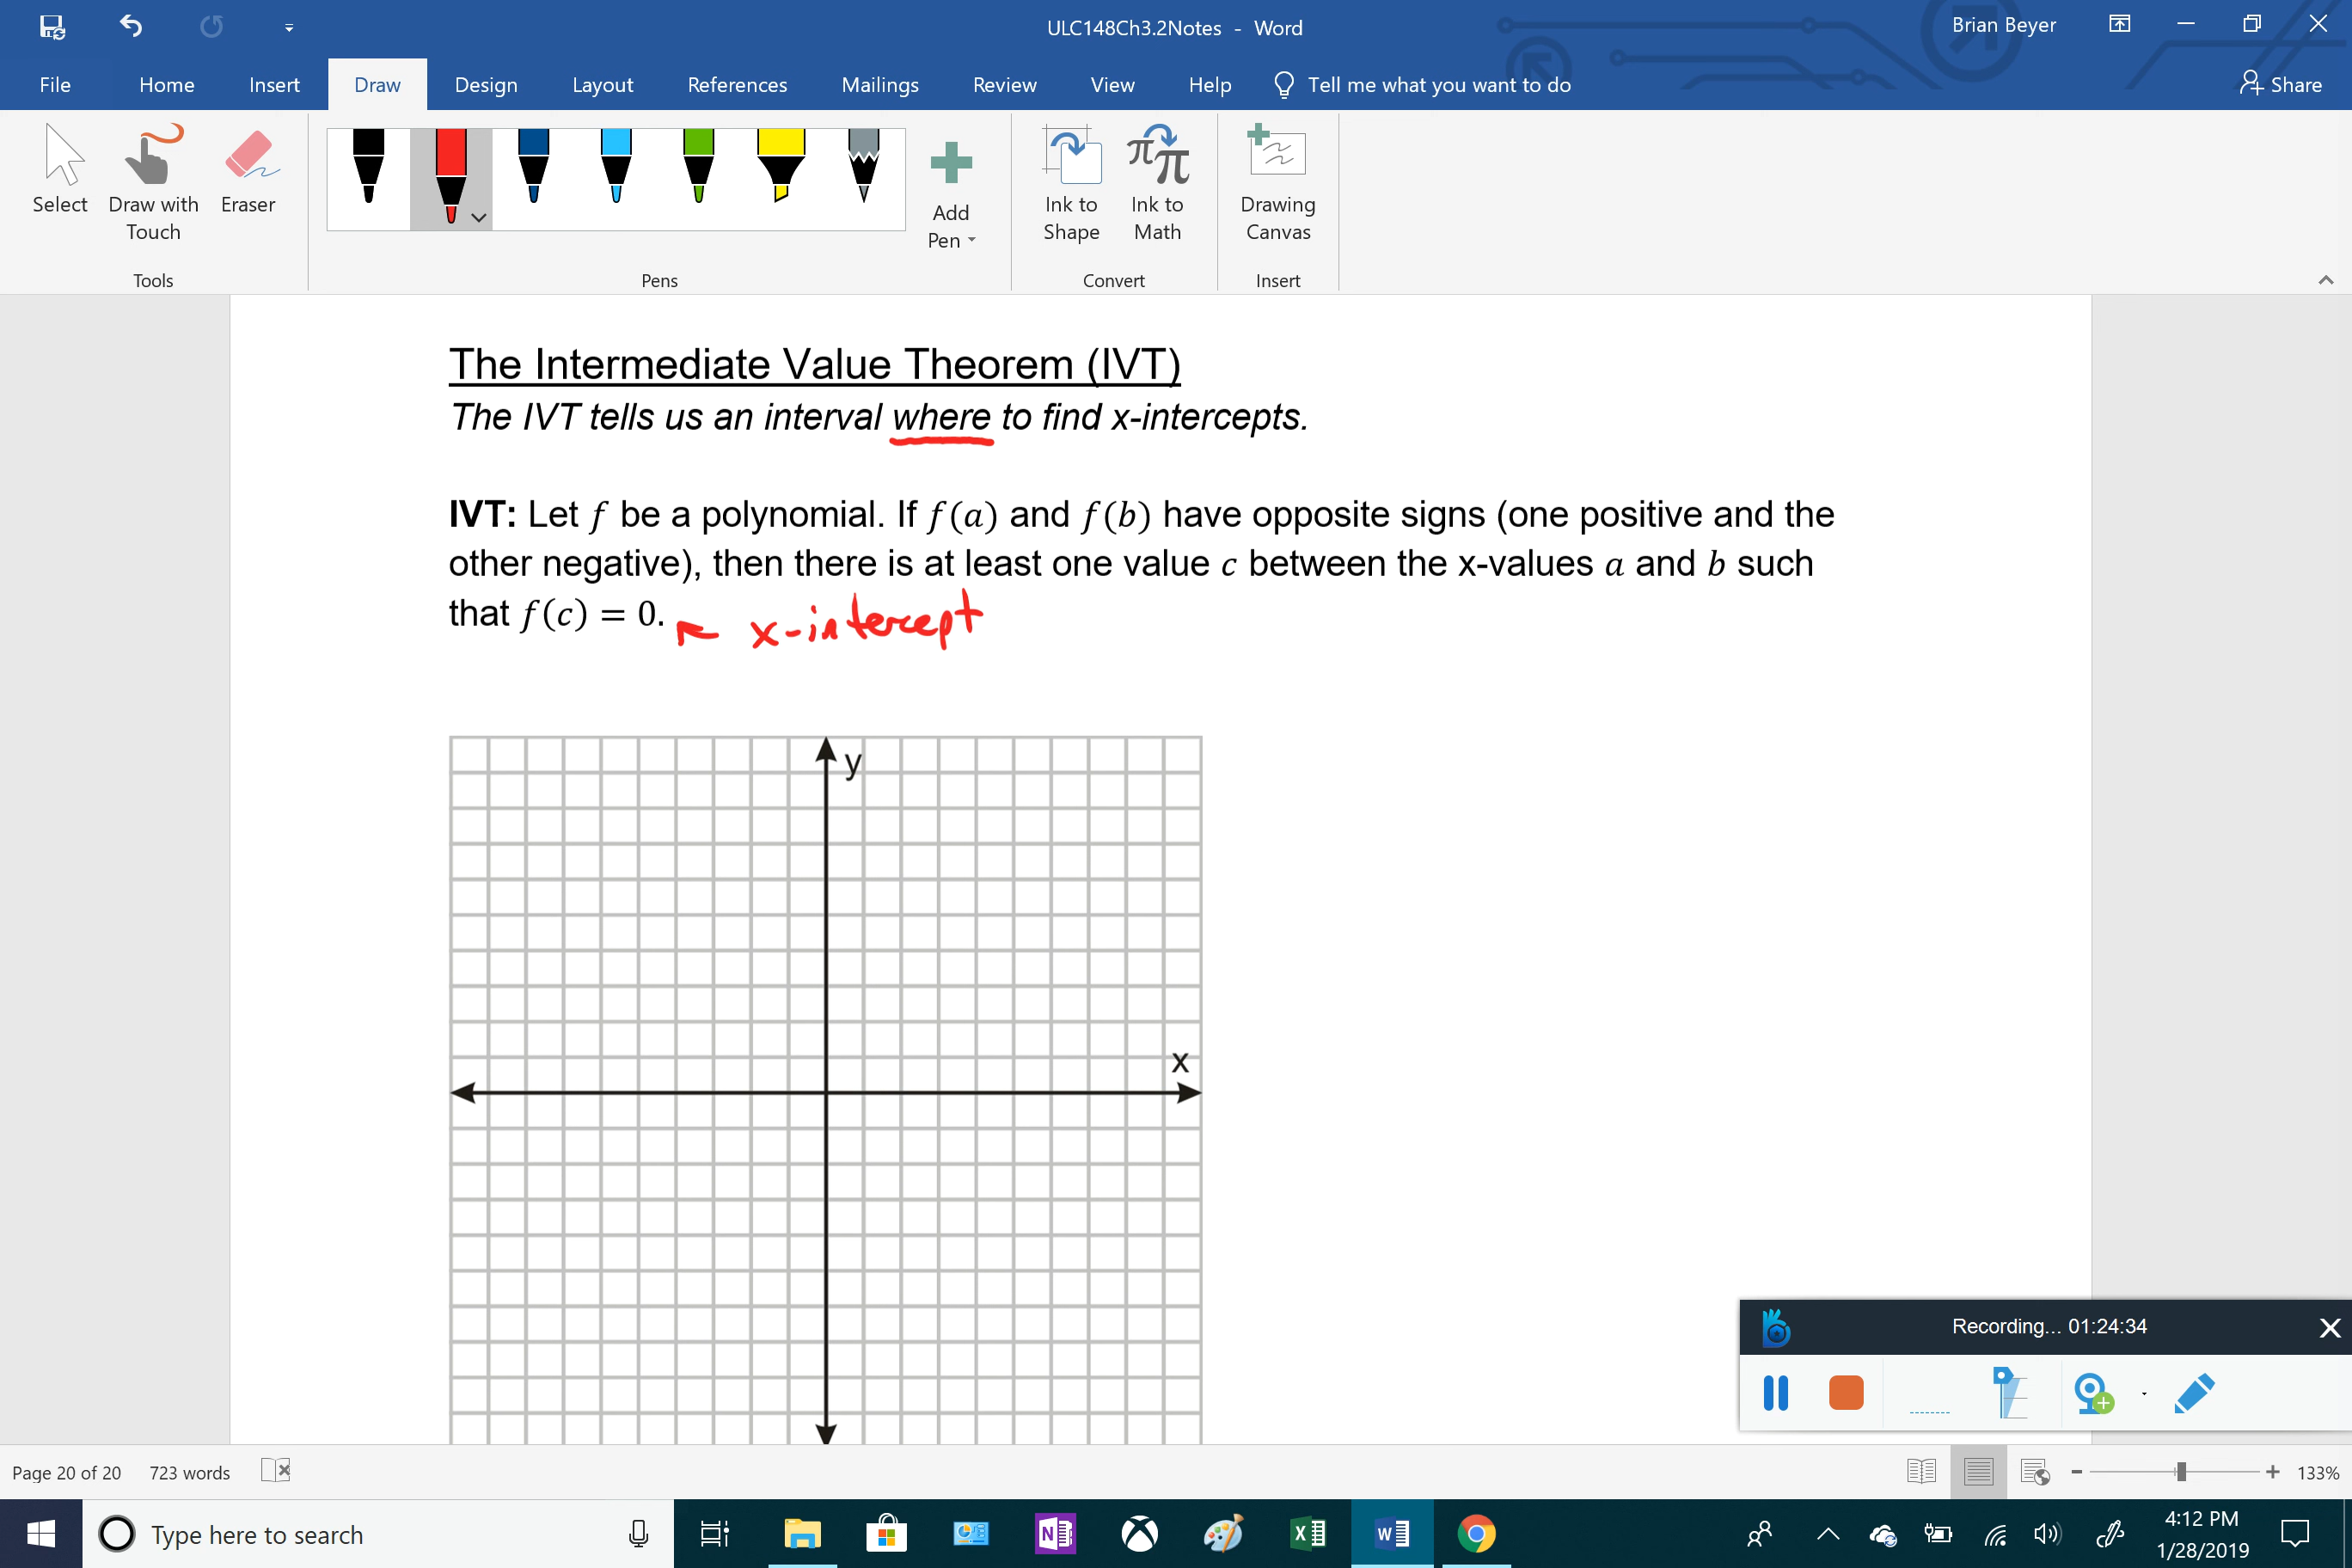 ULC148Ch3.2Notes - Word
Brian Beyer
File Home Insert Draw Design Layout References Mailings Review View Help Tell me what you want to do Share
Select Draw with Touch Eraser
Add Pen
Ink to Shape Ink to Math
Drawing Canvas
Tools Pens Convert Insert
The Intermediate Value Theorem (IVT)
The IVT tells us an interval where to find x-intercepts.
IVT: Let f be a polynomial. If f(a) and f(b) have opposite signs (one positive and the
other negative), then there is at least one value c between the x-values a and b such
that f(c) = 0. x-intercept
y
x
Recording... 01:24:34
Page 20 of 20 723 words 133%
Type here to search
4:12 PM
1/28/2019